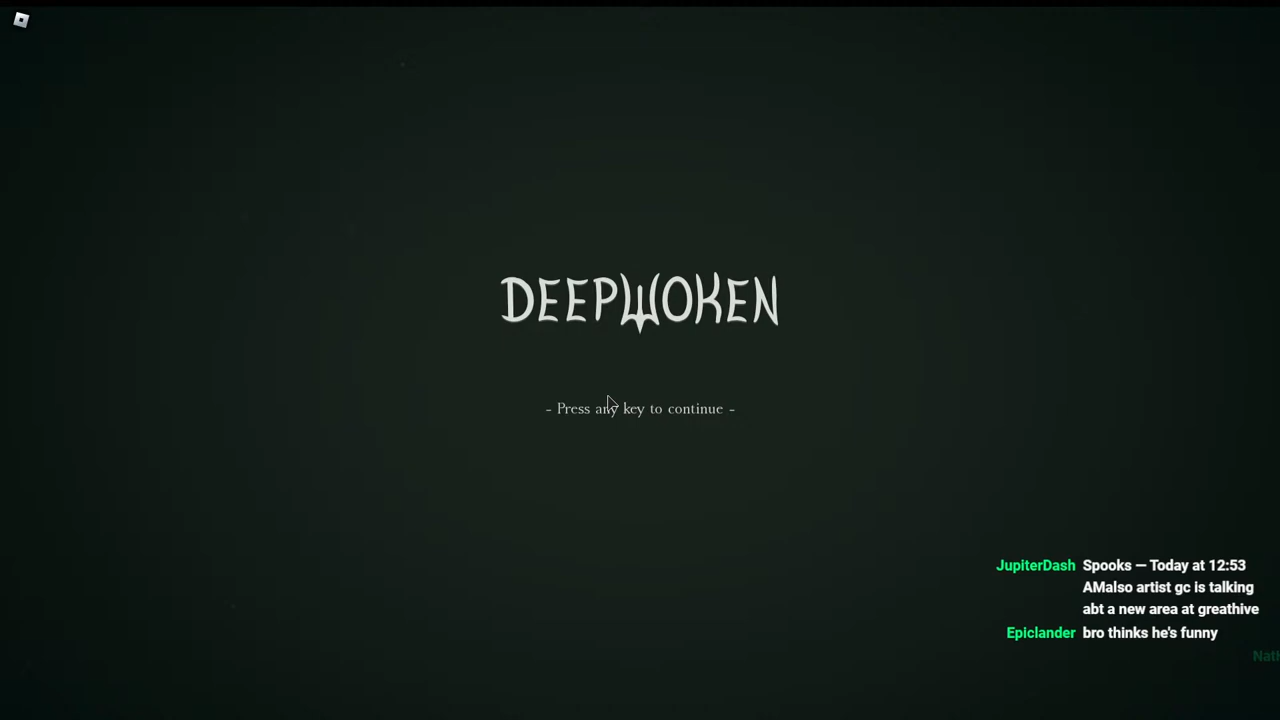 DEEPWOKEN
- Press any key to continue -
JupiterDash Spooks — Today at 12:53
AMalso artist gc is talking
abt a new area at greathive
Epiclander bro thinks he's funny